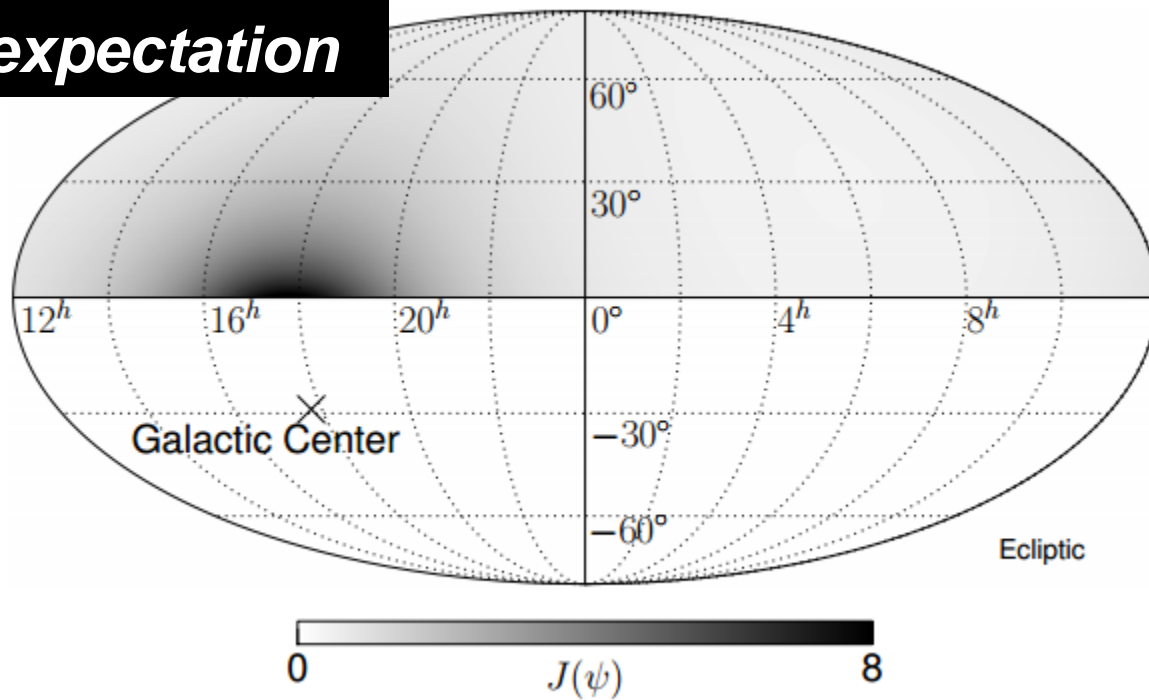 expectation
60°
30°
12ʰ 16ʰ 20ʰ 0° 4ʰ 8ʰ
Galactic Center
−30°
−60°
Ecliptic
0 J(ψ) 8